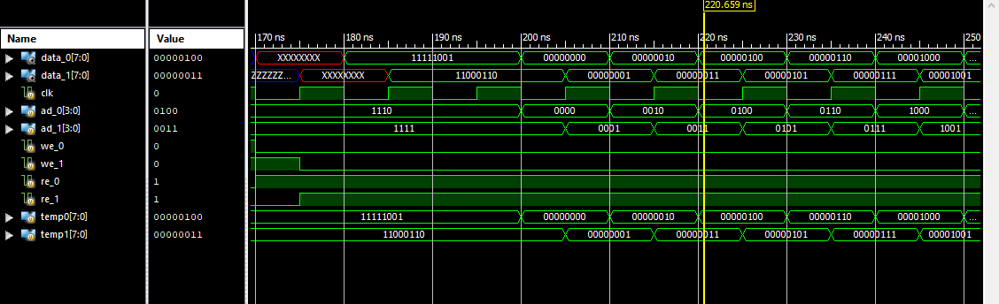 220.659 ns
Name Value
170 ns 180 ns 190 ns 200 ns 210 ns 220 ns 230 ns 240 ns 250
data_0[7:0] 00000100 XXXXXXXX 11111001 00000000 00000010 00000100 00000110 00001000 ...
data_1[7:0] 00000011 ZZZZZZ... XXXXXXXX 11000110 00000001 00000011 00000101 00000111 00001001
clk 0
ad_0[3:0] 0100 1110 0000 0010 0100 0110 1000 ...
ad_1[3:0] 0011 1111 0001 0011 0101 0111 1001
we_0 0
we_1 0
re_0 1
re_1 1
temp0[7:0] 00000100 11111001 00000000 00000010 00000100 00000110 00001000 ...
temp1[7:0] 00000011 11000110 00000001 00000011 00000101 00000111 00001001